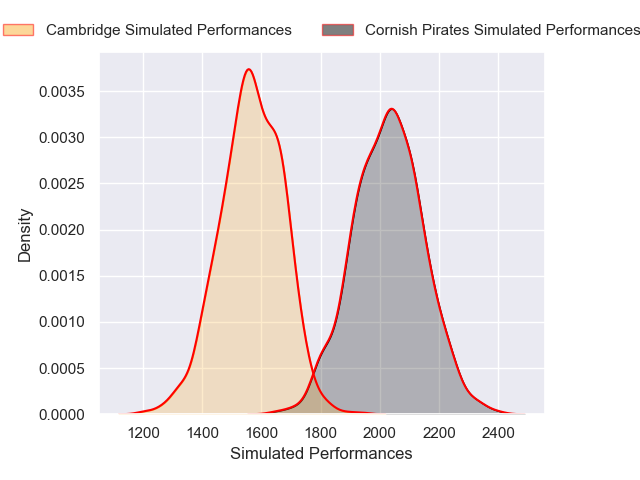 Cambridge Simulated Performances
Cornish Pirates Simulated Performances
0.0035
0.0030
0.0025
0.0020
0.0015
0.0010
0.0005
0.0000
Density
1200 1400 1600 1800 2000 2200 2400
Simulated Performances